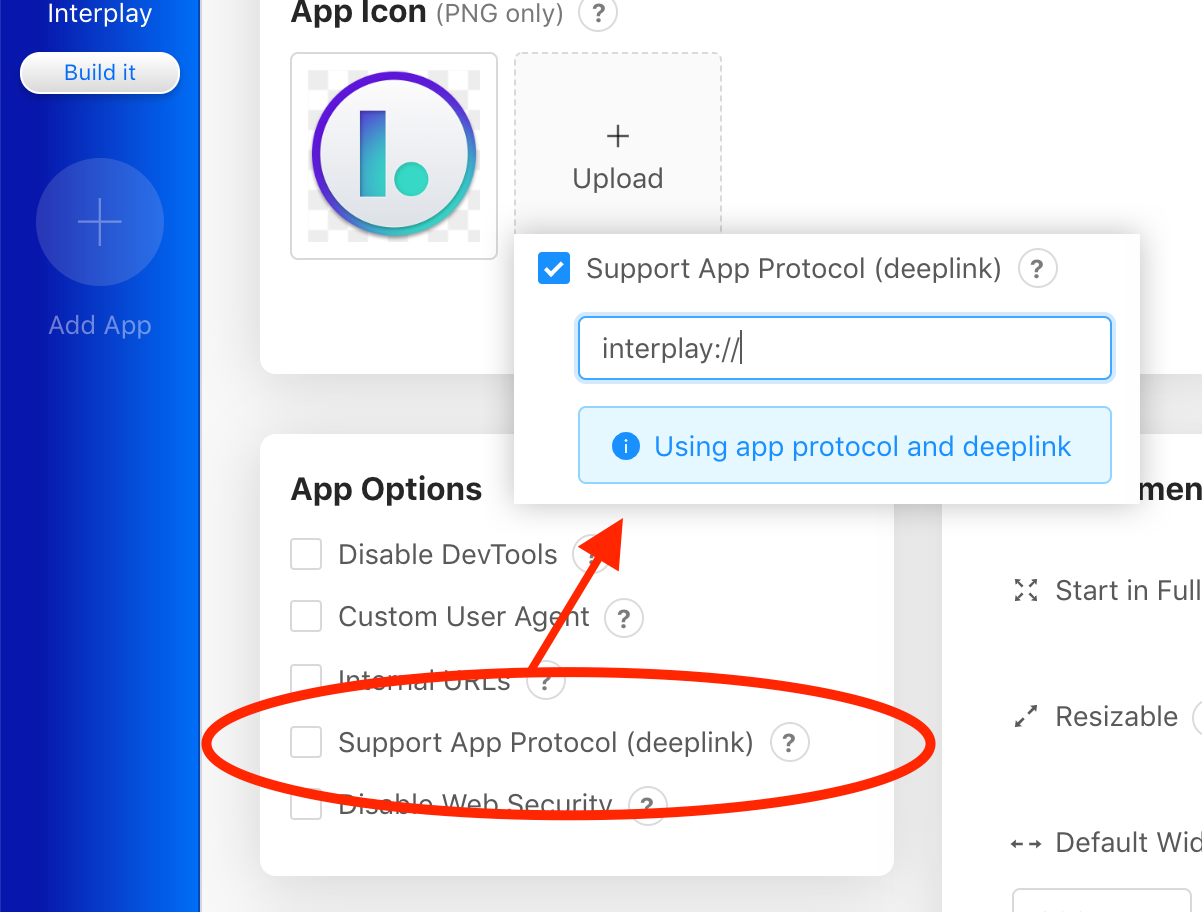 Interplay
Build it
Add App
App Icon (PNG only) ?
+
Upload
Support App Protocol (deeplink) ?
interplay://
Using app protocol and deeplink
App Options
Disable DevTools ?
Custom User Agent ?
Internal URLs ?
Support App Protocol (deeplink) ?
Disable Web Security ?
men
Start in Full
Resizable
Default Wid